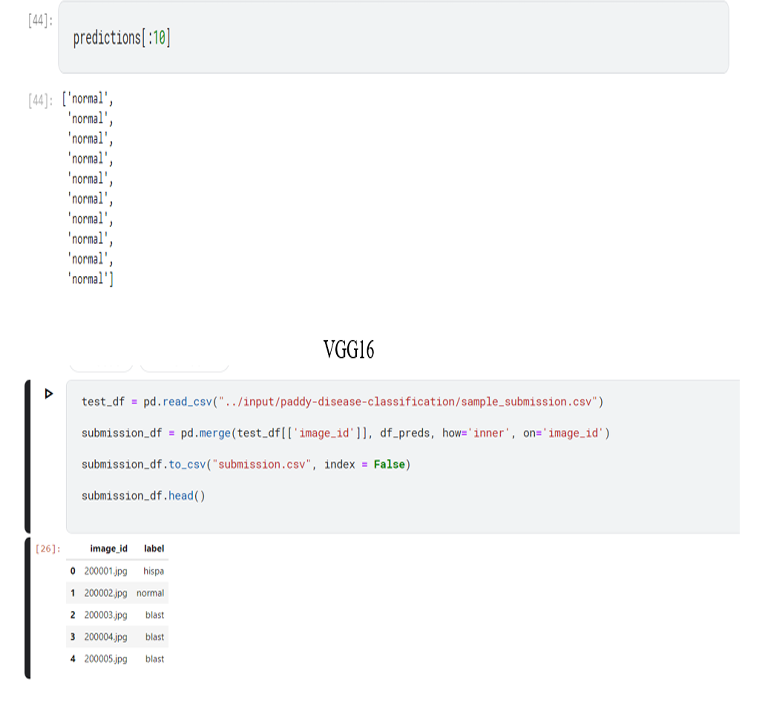 [44]:
predictions[:10]
[44]: ['normal',
'normal',
'normal',
'normal',
'normal',
'normal',
'normal',
'normal',
'normal',
'normal']
VGG16
test_df = pd.read_csv("../input/paddy-disease-classification/sample_submission.csv")
submission_df = pd.merge(test_df[['image_id']], df_preds, how='inner', on='image_id')
submission_df.to_csv("submission.csv", index = False)
submission_df.head()
[26]: image_id label
0 200001.jpg hispa
1 200002.jpg normal
2 200003.jpg blast
3 200004.jpg blast
4 200005.jpg blast